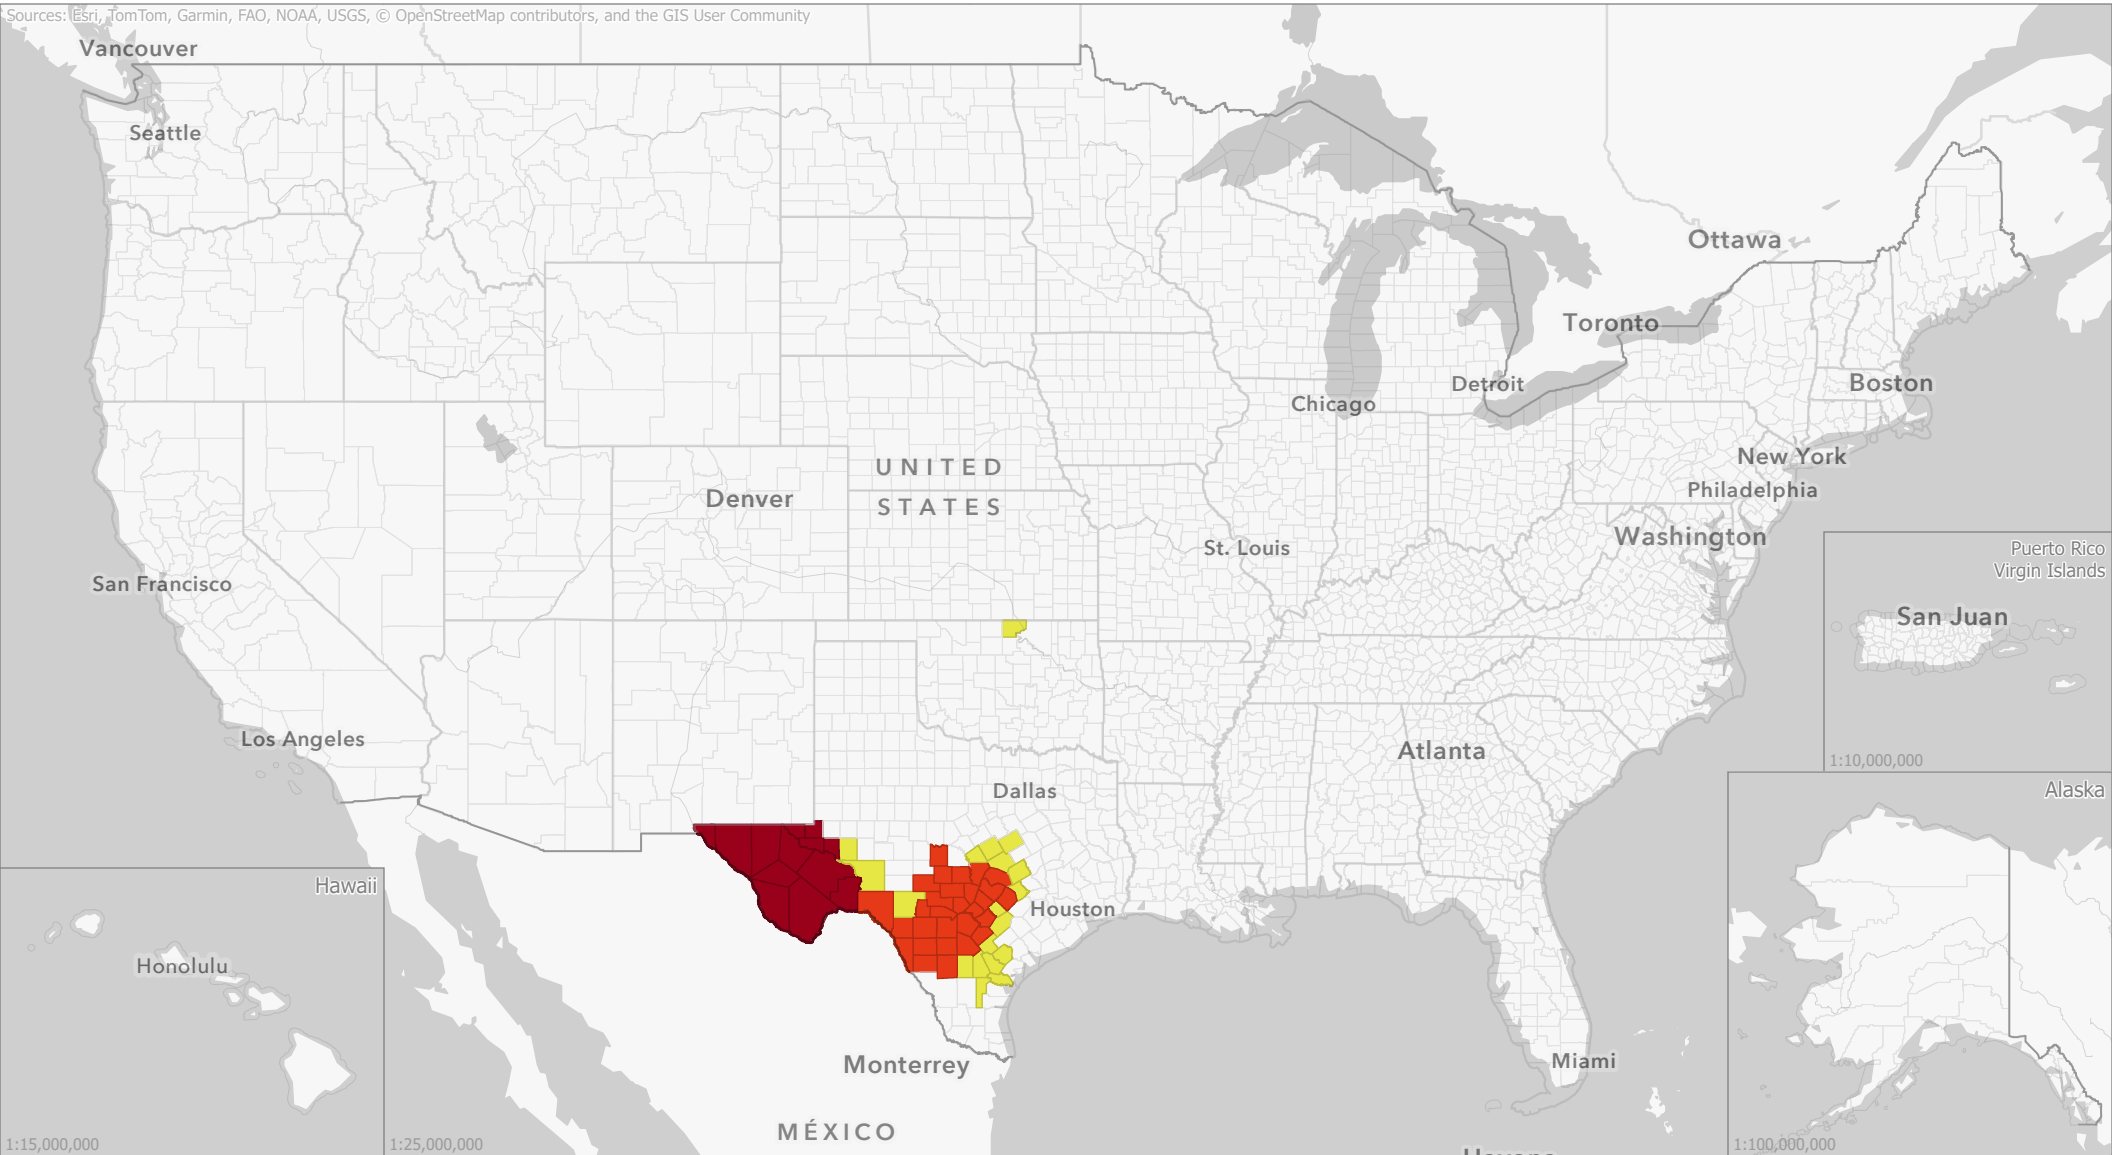 Sources: Esri, TomTom, Garmin, FAO, NOAA, USGS, © OpenStreetMap contributors, and the GIS User Community
Vancouver
Seattle
Ottawa
Toronto
Detroit
Boston
Chicago
New York
UNITED
STATES
Denver
Philadelphia
Washington
St. Louis
San Francisco
Puerto Rico
Virgin Islands
San Juan
Los Angeles
Atlanta
1:10,000,000
Dallas
Alaska
Hawaii
Houston
Honolulu
Monterrey
Miami
MÉXICO
1:15,000,000
1:25,000,000
1:100,000,000